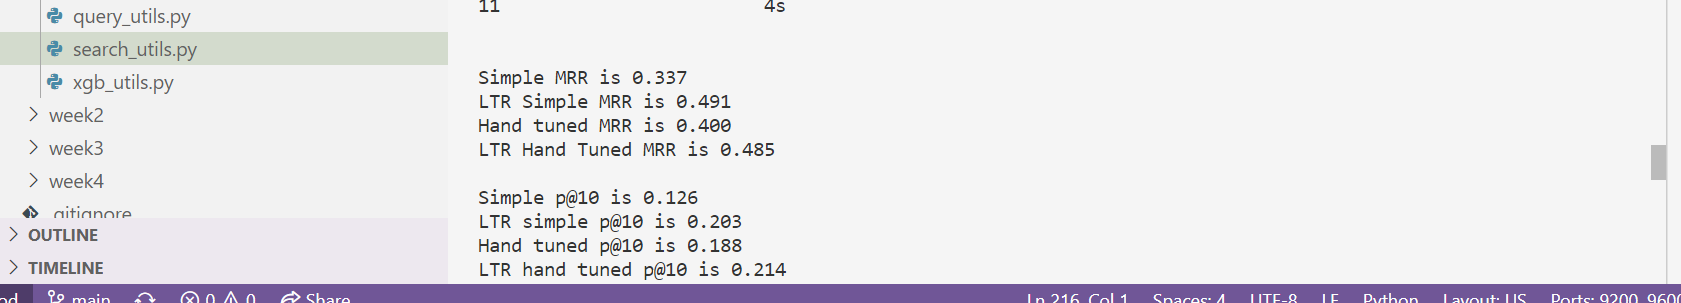 query_utils.py
search_utils.py
xgb_utils.py
week2
week3
week4
.gitignore
OUTLINE
TIMELINE
11 4s
Simple MRR is 0.337
LTR Simple MRR is 0.491
Hand tuned MRR is 0.400
LTR Hand Tuned MRR is 0.485
Simple p@10 is 0.126
LTR simple p@10 is 0.203
Hand tuned p@10 is 0.188
LTR hand tuned p@10 is 0.214
main 0 0 Share Ln 216, Col 1 Spaces: 4 UTF-8 LF Python Layout: US Ports: 9200, 9600